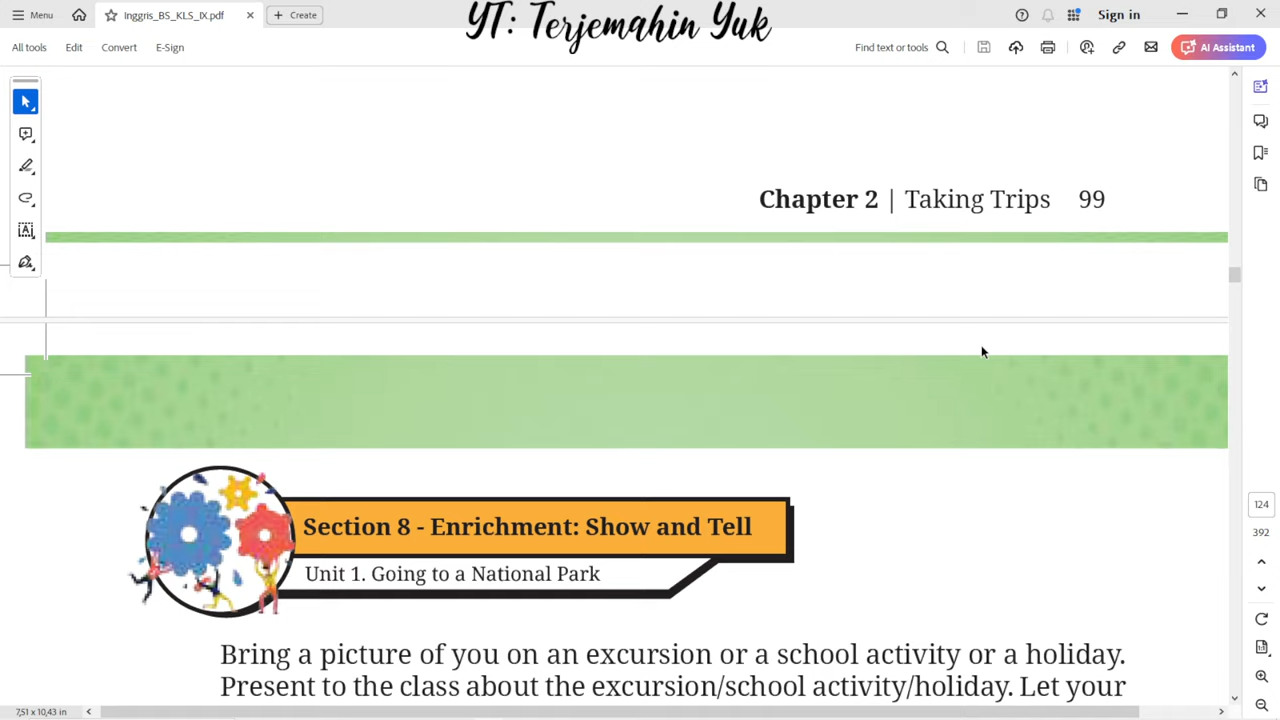 YT: Terjemahin Yuk
Menu
Inggris_BS_KLS_IX.pdf
Create
Sign in
All tools
Edit
Convert
E-Sign
Find text or tools
AI Assistant
Chapter 2 | Taking Trips 99
Section 8 - Enrichment: Show and Tell
Unit 1. Going to a National Park
Bring a picture of you on an excursion or a school activity or a holiday.
Present to the class about the excursion/school activity/holiday. Let your
124
392
7,51 x 10,43 in